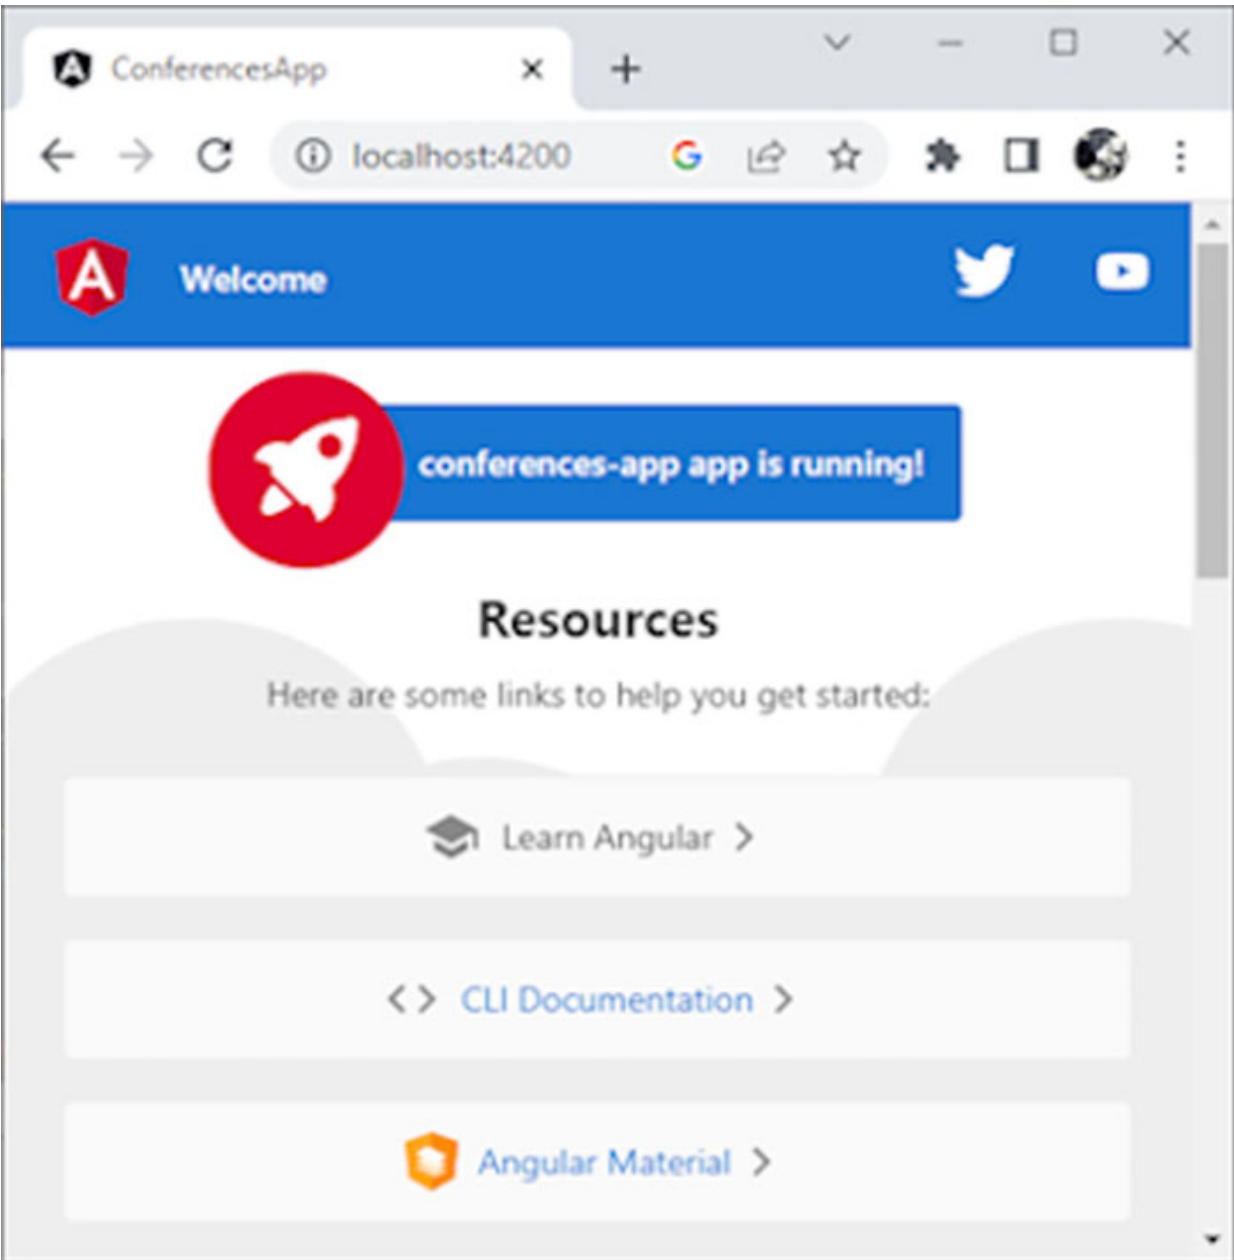 ConferencesApp
localhost:4200
Welcome
conferences-app app is running!
Resources
Here are some links to help you get started:
Learn Angular
CLI Documentation
Angular Material